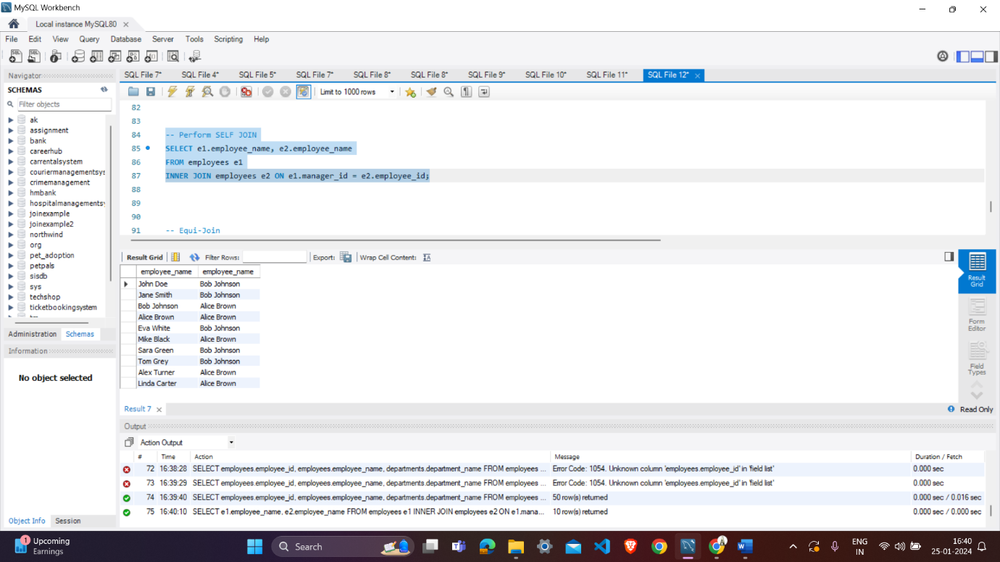 MySQL Workbench
Local instance MySQL80
File Edit View Query Database Server Tools Scripting Help
Navigator
SCHEMAS
Filter objects
ak
assignment
bank
careerhub
carrentalsystem
couriermanagementsys
crimemanagement
hmbank
hospitalmanagementsy
joinexample
joinexample2
northwind
org
pet_adoption
petpals
sisdb
sys
techshop
ticketbookingsystem
Administration Schemas
Information
No object selected
Object Info Session
SQL File 7* SQL File 4* SQL File 5* SQL File 7* SQL File 8* SQL File 8* SQL File 9* SQL File 10* SQL File 11* SQL File 12*
Limit to 1000 rows
82
83
84 -- Perform SELF JOIN
85 SELECT e1.employee_name, e2.employee_name
86 FROM employees e1
87 INNER JOIN employees e2 ON e1.manager_id = e2.employee_id;
88
89
90
91 -- Equi-Join
Result Grid Filter Rows: Export: Wrap Cell Content:
employee_name employee_name
John Doe Bob Johnson
Jane Smith Bob Johnson
Bob Johnson Alice Brown
Alice Brown Alice Brown
Eva White Bob Johnson
Mike Black Alice Brown
Sara Green Bob Johnson
Tom Grey Bob Johnson
Alex Turner Alice Brown
Linda Carter Alice Brown
Result
Grid
Form
Editor
Field
Types
Result 7
Read Only
Output
Action Output
# Time Action Message Duration / Fetch
72 16:38:28 SELECT employees.employee_id, employees.employee_name, departments.department_name FROM employees ... Error Code: 1054. Unknown column 'employees.employee_id' in 'field list' 0.000 sec
73 16:39:29 SELECT employees.employee_id, employees.employee_name, departments.department_name FROM employees ... Error Code: 1054. Unknown column 'employees.employee_id' in 'field list' 0.000 sec
74 16:39:40 SELECT employees.employee_id, employees.employee_name, departments.department_name FROM employees ... 50 row(s) returned 0.000 sec / 0.016 sec
75 16:40:10 SELECT e1.employee_name, e2.employee_name FROM employees e1 INNER JOIN employees e2 ON e1.mana... 10 row(s) returned 0.000 sec / 0.000 sec
1
Upcoming
Earnings
Search
ENG
IN
16:40
25-01-2024